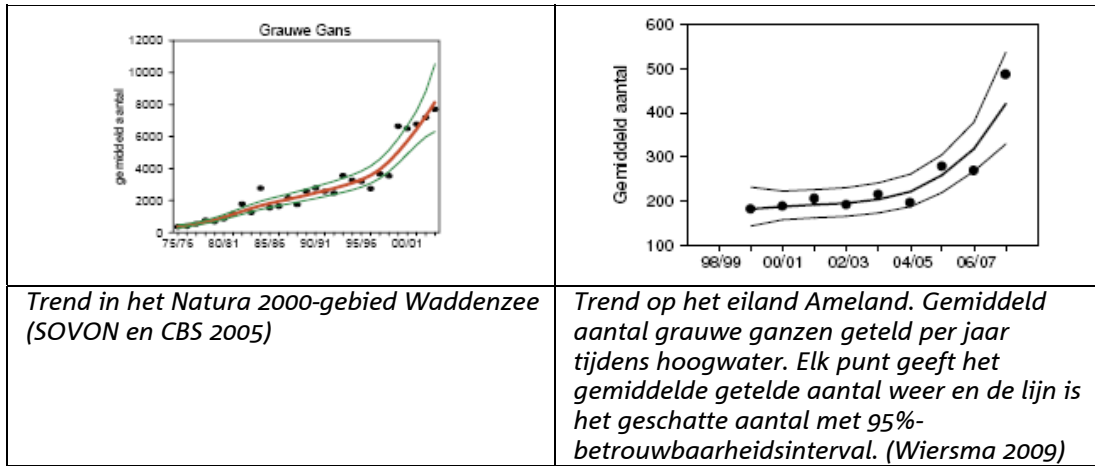 Grauwe Gans
gemiddeld aantal
12000
10000
8000
6000
4000
2000
0
75/76 80/81 85/86 90/91 95/96 00/01
Gemiddeld aantal
600
500
400
300
200
100
98/99 00/01 02/03 04/05 06/07
Trend in het Natura 2000-gebied Waddenzee
(SOVON en CBS 2005)
Trend op het eiland Ameland. Gemiddeld
aantal grauwe ganzen geteld per jaar
tijdens hoogwater. Elk punt geeft het
gemiddelde getelde aantal weer en de lijn is
het geschatte aantal met 95%-
betrouwbaarheidsinterval. (Wiersma 2009)